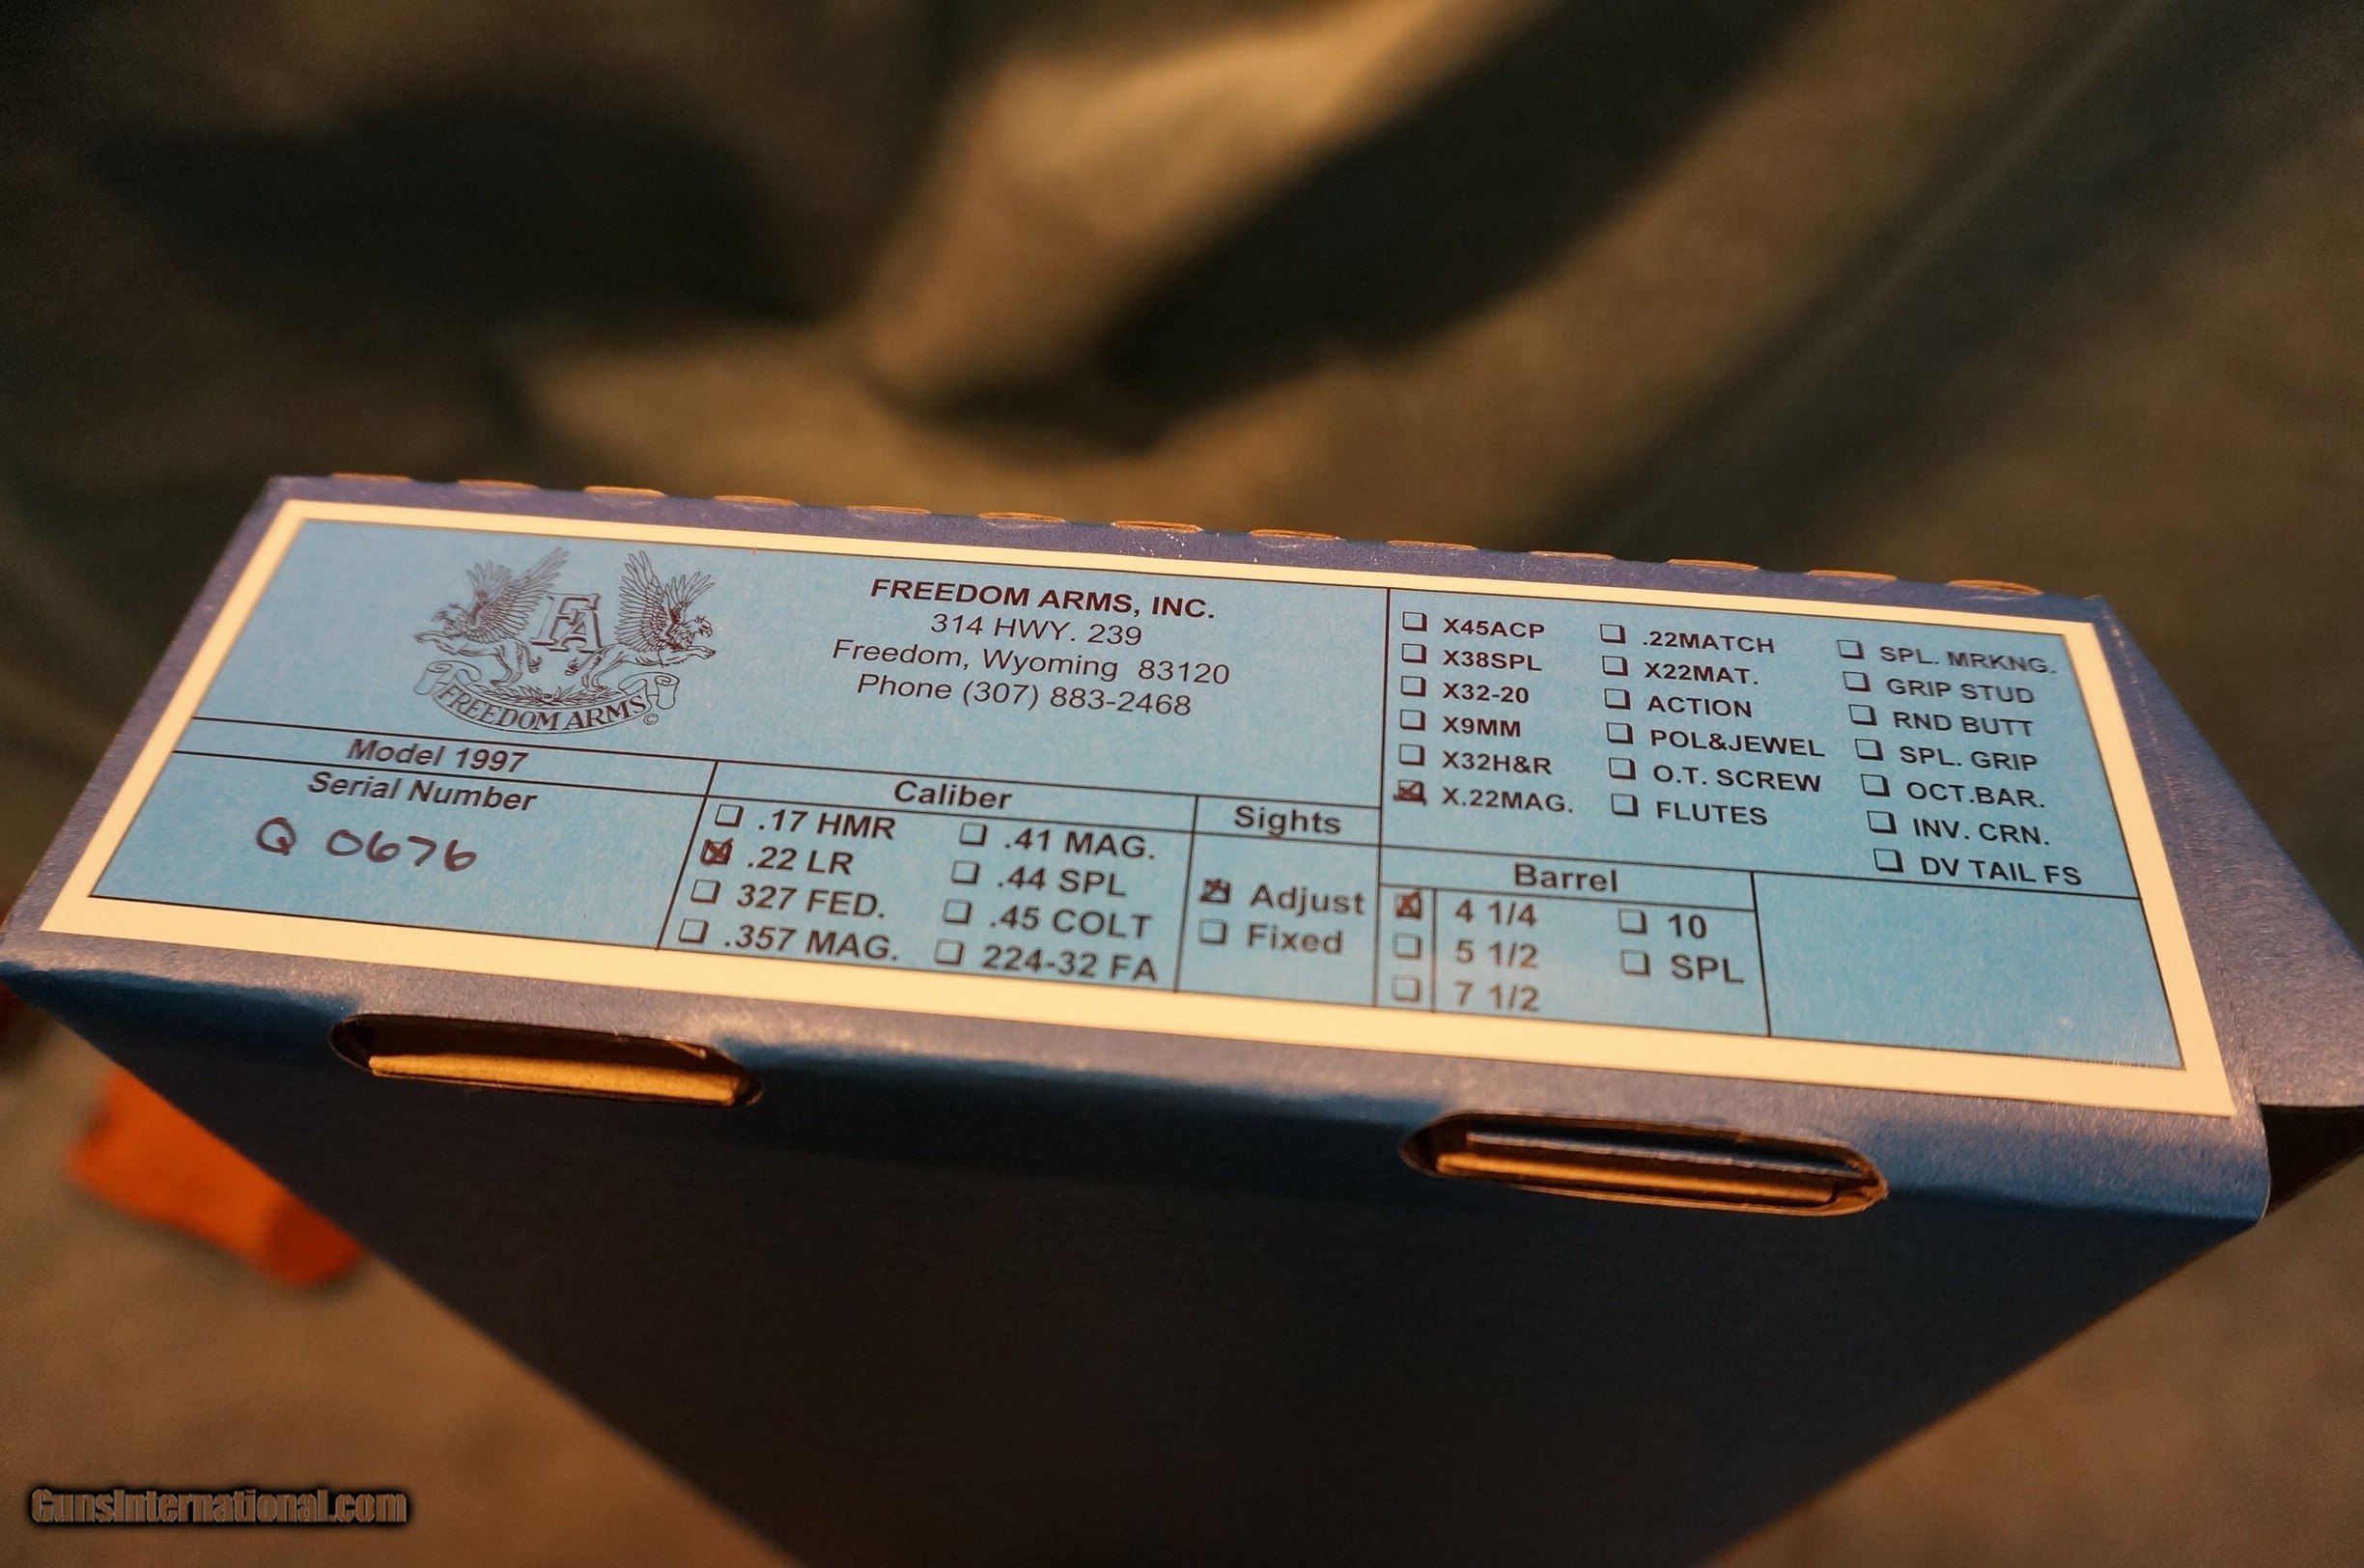 FA
FREEDOM ARMS ©
FREEDOM ARMS, INC.
314 HWY. 239
Freedom, Wyoming 83120
Phone (307) 883-2468
Model 1997
Serial Number
Q 0676
Caliber
☐ .17 HMR ☐ .41 MAG.
☒ .22 LR ☐ .44 SPL
☐ 327 FED. ☐ .45 COLT
☐ .357 MAG. ☐ 224-32 FA
Sights
☒ Adjust
☐ Fixed
☐ X45ACP ☐ .22MATCH ☐ SPL. MRKNG.
☐ X38SPL ☐ X22MAT. ☐ GRIP STUD
☐ X32-20 ☐ ACTION ☐ RND BUTT
☐ X9MM ☐ POL&JEWEL ☐ SPL. GRIP
☐ X32H&R ☐ O.T. SCREW ☐ OCT.BAR.
☒ X.22MAG. ☐ FLUTES ☐ INV. CRN.
☐ DV TAIL FS
Barrel
☒ 4 1/4 ☐ 10
☐ 5 1/2 ☐ SPL
☐ 7 1/2
GunsInternational.com